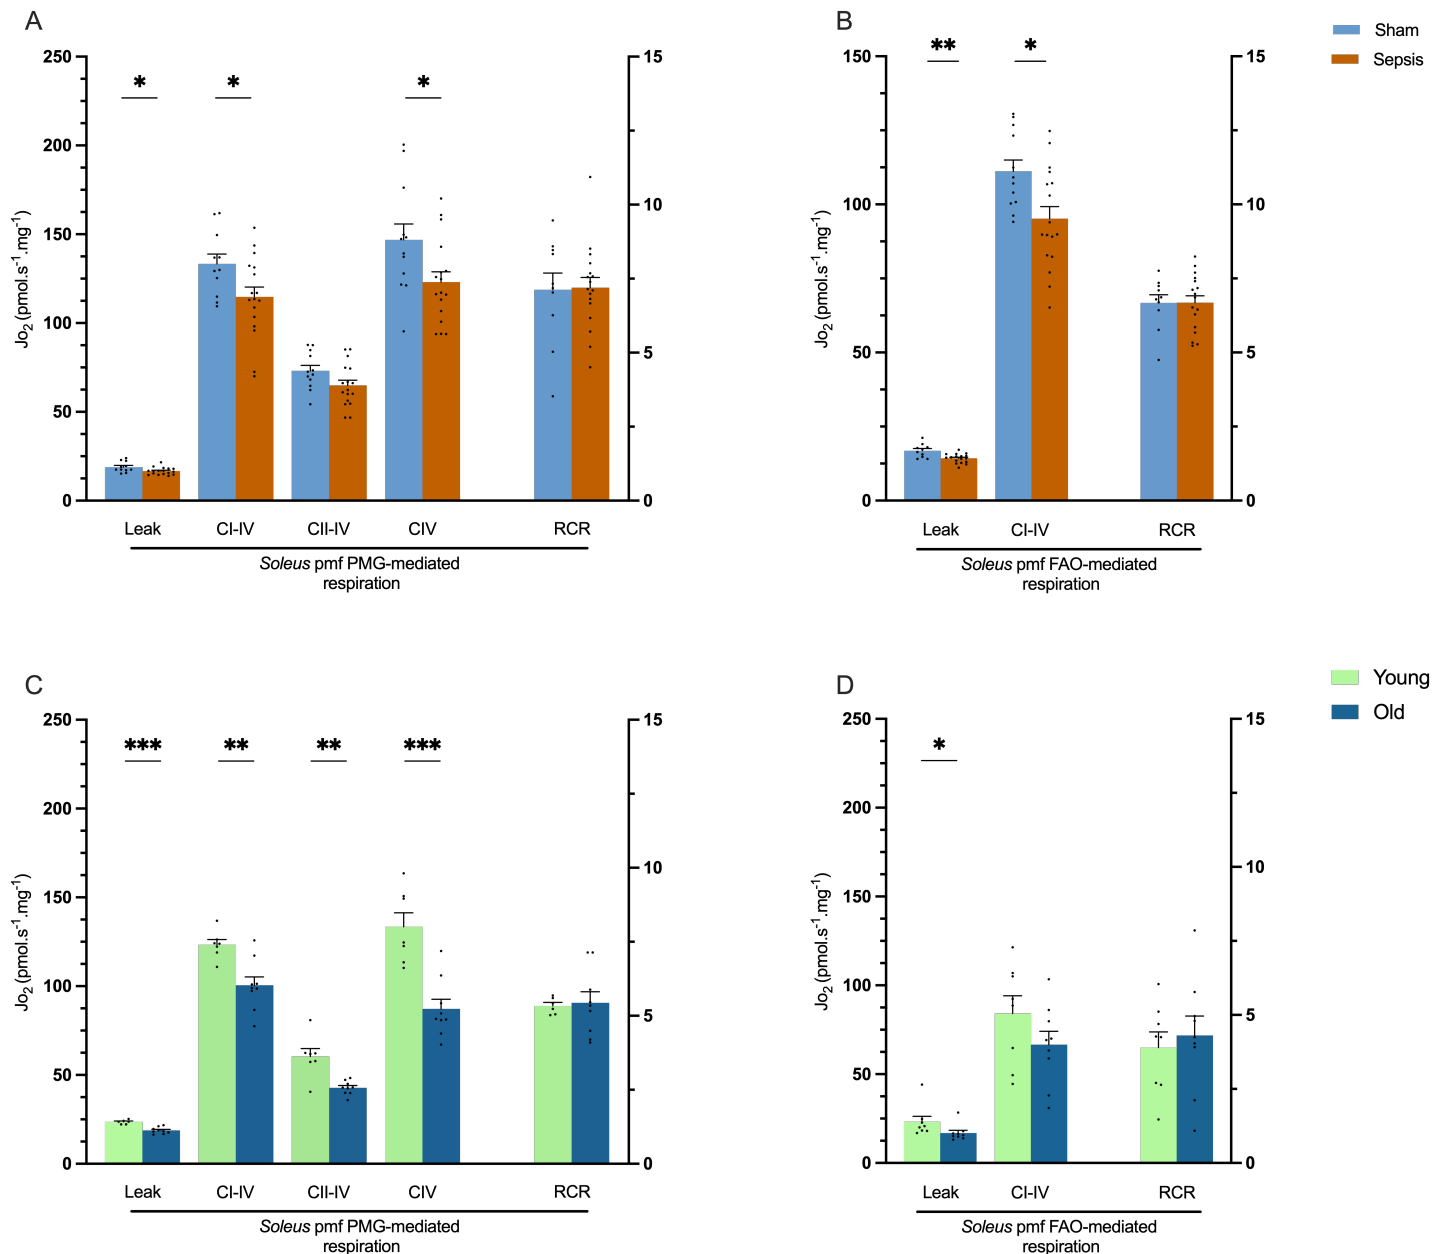 A
B
Sham
Sepsis
250
200
150
100
50
0
15
10
5
0
Jo2 (pmol.s-1.mg-1)
* * *
Leak CI-IV CII-IV CIV RCR
Soleus pmf PMG-mediated
respiration
150
100
50
0
15
10
5
0
Jo2 (pmol.s-1.mg-1)
** *
Leak CI-IV RCR
Soleus pmf FAO-mediated
respiration
C
D
Young
Old
250
200
150
100
50
0
15
10
5
0
Jo2 (pmol.s-1.mg-1)
*** ** ** ***
Leak CI-IV CII-IV CIV RCR
Soleus pmf PMG-mediated
respiration
250
200
150
100
50
0
15
10
5
0
Jo2 (pmol.s-1.mg-1)
*
Leak CI-IV RCR
Soleus pmf FAO-mediated
respiration